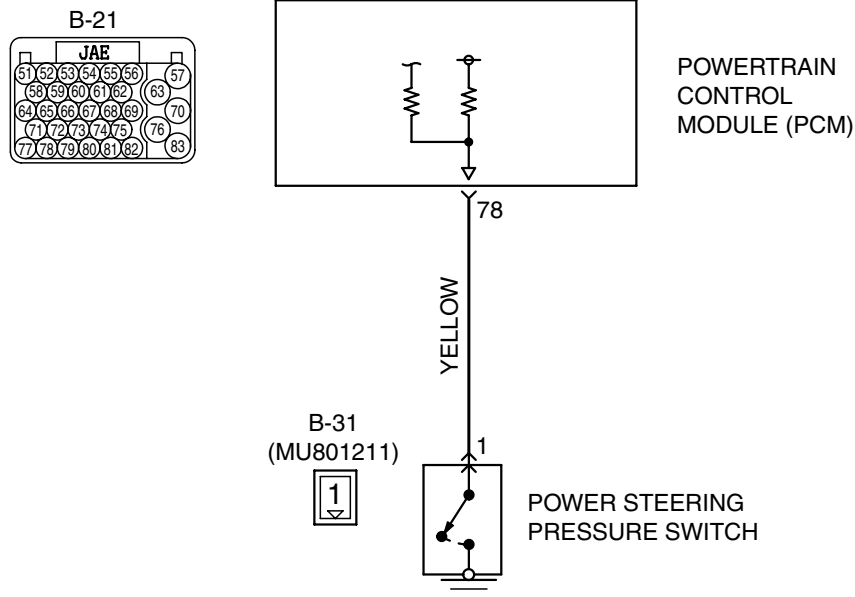 B-21
JAE
51 52 53 54 55 56 57
58 59 60 61 62 63
64 65 66 67 68 69 70
71 72 73 74 75 76
77 78 79 80 81 82 83
POWERTRAIN
CONTROL
MODULE (PCM)
78
YELLOW
B-31
(MU801211)
1
1
POWER STEERING
PRESSURE SWITCH